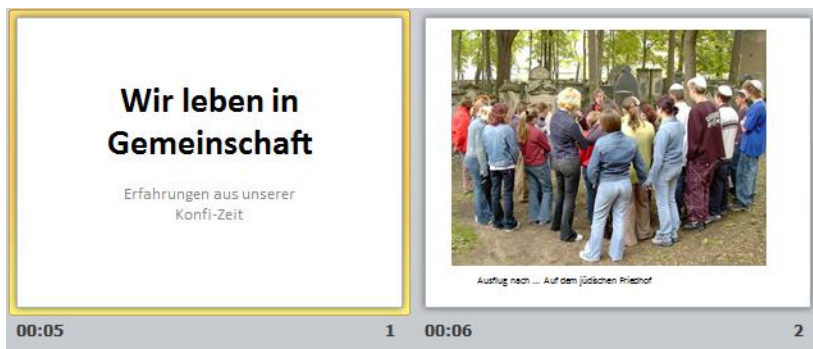 Wir leben in
Gemeinschaft
Erfahrungen aus unserer
Konfi-Zeit
00:05 1
Ausflug nach ... Auf dem jüdischen Friedhof
00:06 2